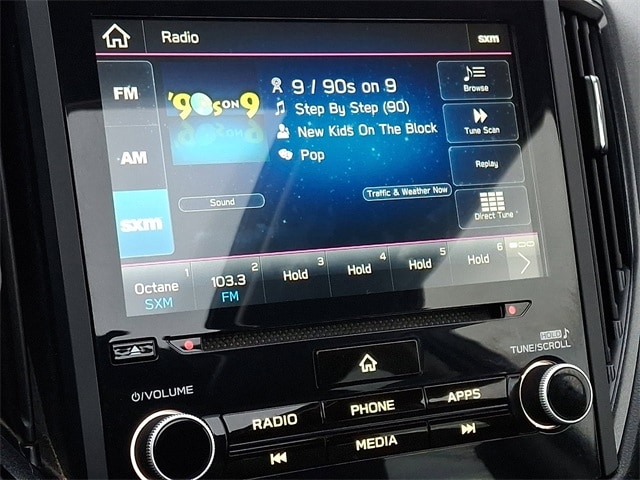 Radio
sxm
FM
AM
sxm
'90s on 9
9 / 90s on 9
Step By Step (90)
New Kids On The Block
Pop
Sound
Traffic & Weather Now
Browse
Tune Scan
Replay
Direct Tune
1
Octane
SXM
2
103.3
FM
3
Hold
4
Hold
5
Hold
6
Hold
HOLD
TUNE/SCROLL
VOLUME
RADIO
PHONE
APPS
MEDIA